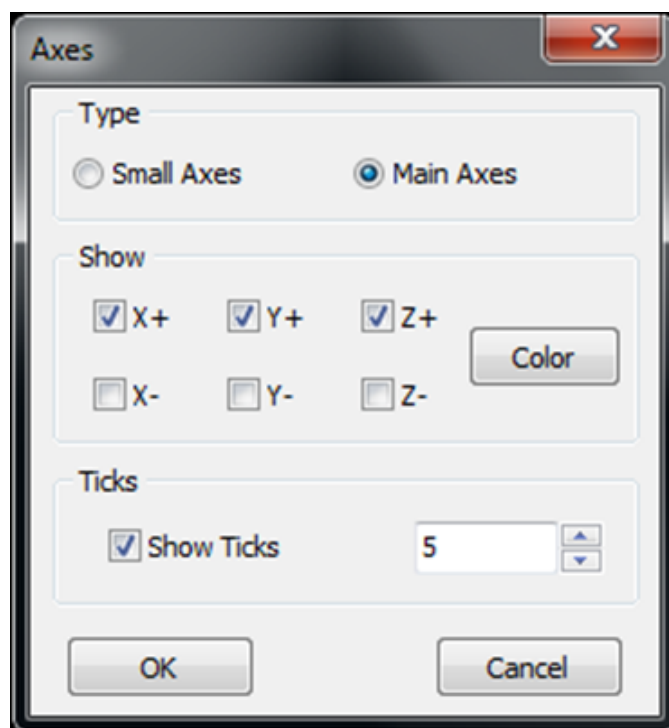 Axes
Type
Small Axes Main Axes
Show
X+ Y+ Z+
Color
X- Y- Z-
Ticks
Show Ticks 5
OK Cancel